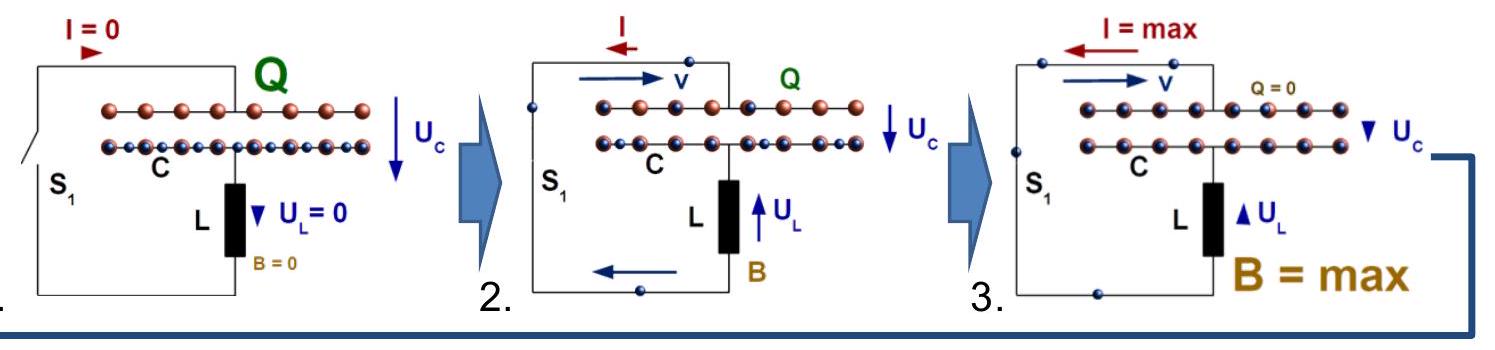 I = 0
Q
U_C
C
S_1
L
U_L = 0
B = 0
.
I
v
Q
U_C
C
S_1
L
U_L
B
2.
I = max
v
Q = 0
U_C
C
S_1
L
U_L
B = max
3.